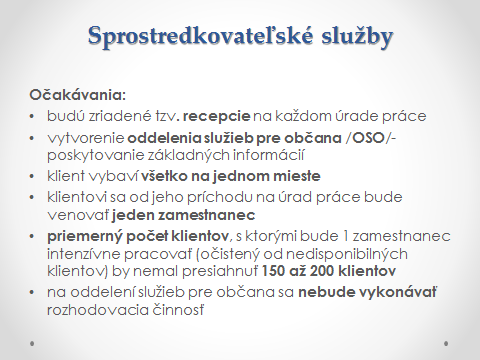 Sprostredkovateľské služby
Očakávania:
• budú zriadené tzv. recepcie na každom úrade práce
• vytvorenie oddelenia služieb pre občana /OSO/-
poskytovanie základných informácií
• klient vybaví všetko na jednom mieste
• klientovi sa od jeho príchodu na úrad práce bude
venovať jeden zamestnanec
• priemerný počet klientov, s ktorými bude 1 zamestnanec
intenzívne pracovať (očistený od nedisponibilných
klientov) by nemal presiahnuť 150 až 200 klientov
• na oddelení služieb pre občana sa nebude vykonávať
rozhodovacia činnosť